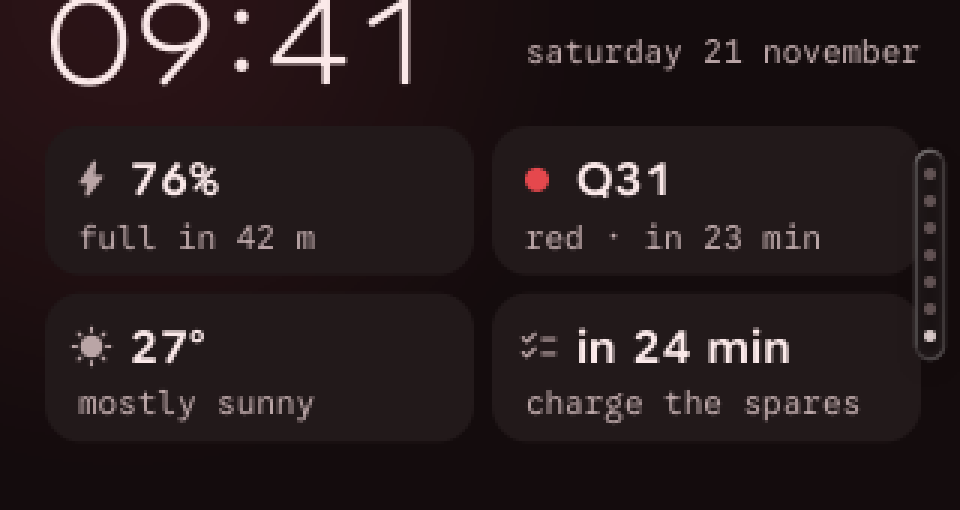 09:41
saturday 21 november
76%
full in 42 m
Q31
red · in 23 min
27°
mostly sunny
in 24 min
charge the spares